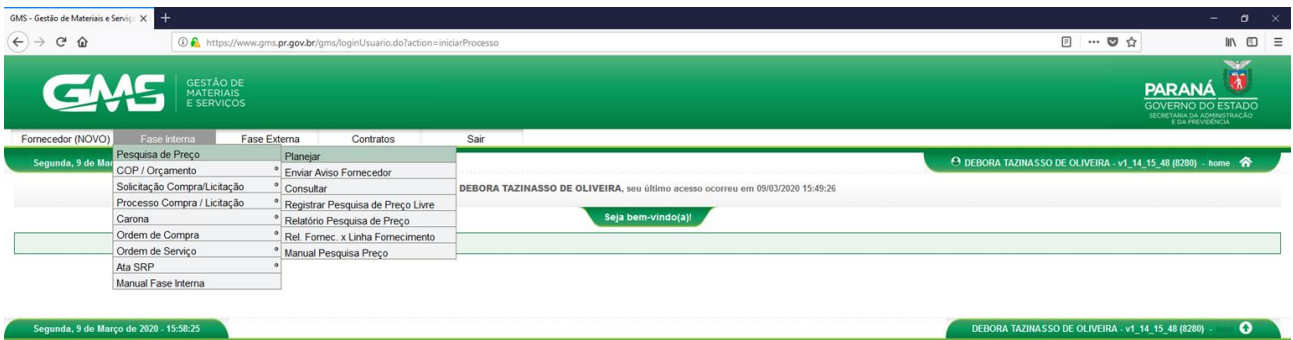 GMS - Gestão de Materiais e Serviç
https://www.gms.pr.gov.br/gms/loginUsuario.do?action=iniciarProcesso
GMS
GESTÃO DE
MATERIAIS
E SERVIÇOS
PARANÁ
GOVERNO DO ESTADO
SECRETARIA DA ADMINISTRAÇÃO
E DA PREVIDÊNCIA
Fornecedor (NOVO) Fase Interna Fase Externa Contratos Sair
Segunda, 9 de Mar
DEBORA TAZINASSO DE OLIVEIRA - v1_14_15_48 (8280) - home
Pesquisa de Preço
COP / Orçamento
Solicitação Compra/Licitação
Processo Compra / Licitação
Carona
Ordem de Compra
Ordem de Serviço
Ata SRP
Manual Fase Interna
Planejar
Enviar Aviso Fornecedor
Consultar
Registrar Pesquisa de Preço Livre
Relatório Pesquisa de Preço
Rel. Fornec. x Linha Fornecimento
Manual Pesquisa Preço
DEBORA TAZINASSO DE OLIVEIRA, seu último acesso ocorreu em 09/03/2020 15:49:26
Seja bem-vindo(a)!
Segunda, 9 de Março de 2020 - 15:58:25
DEBORA TAZINASSO DE OLIVEIRA - v1_14_15_48 (8280) -